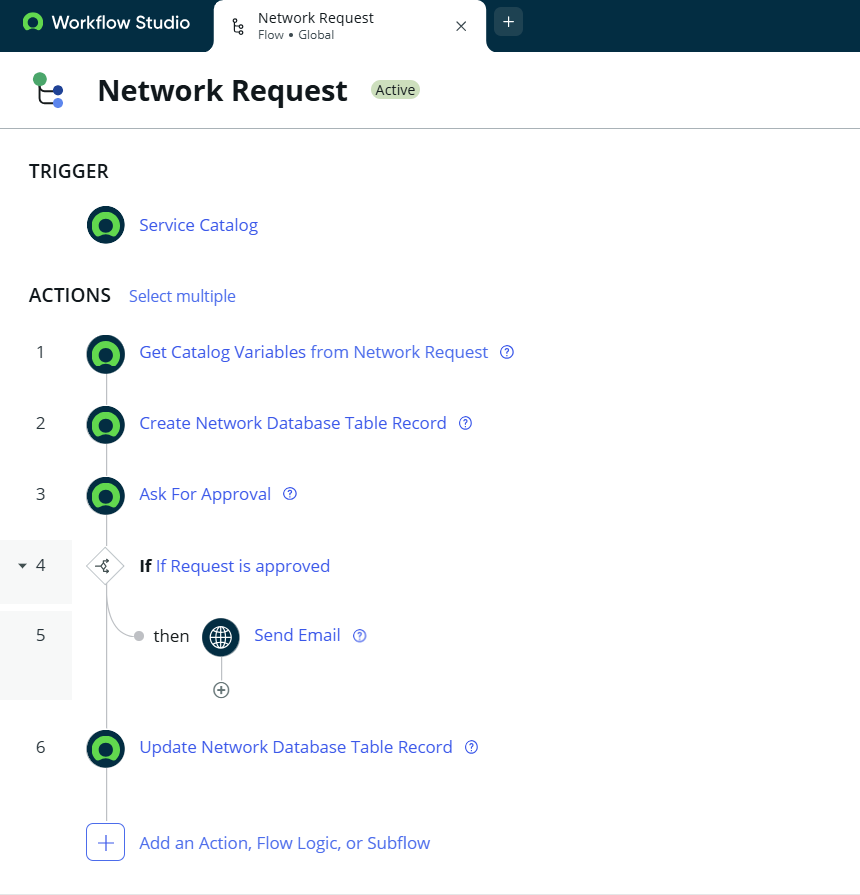 Workflow Studio
Network Request
Flow • Global
Network Request
Active
TRIGGER
Service Catalog
ACTIONS Select multiple
1 Get Catalog Variables from Network Request
2 Create Network Database Table Record
3 Ask For Approval
4 If If Request is approved
5 then Send Email
6 Update Network Database Table Record
Add an Action, Flow Logic, or Subflow